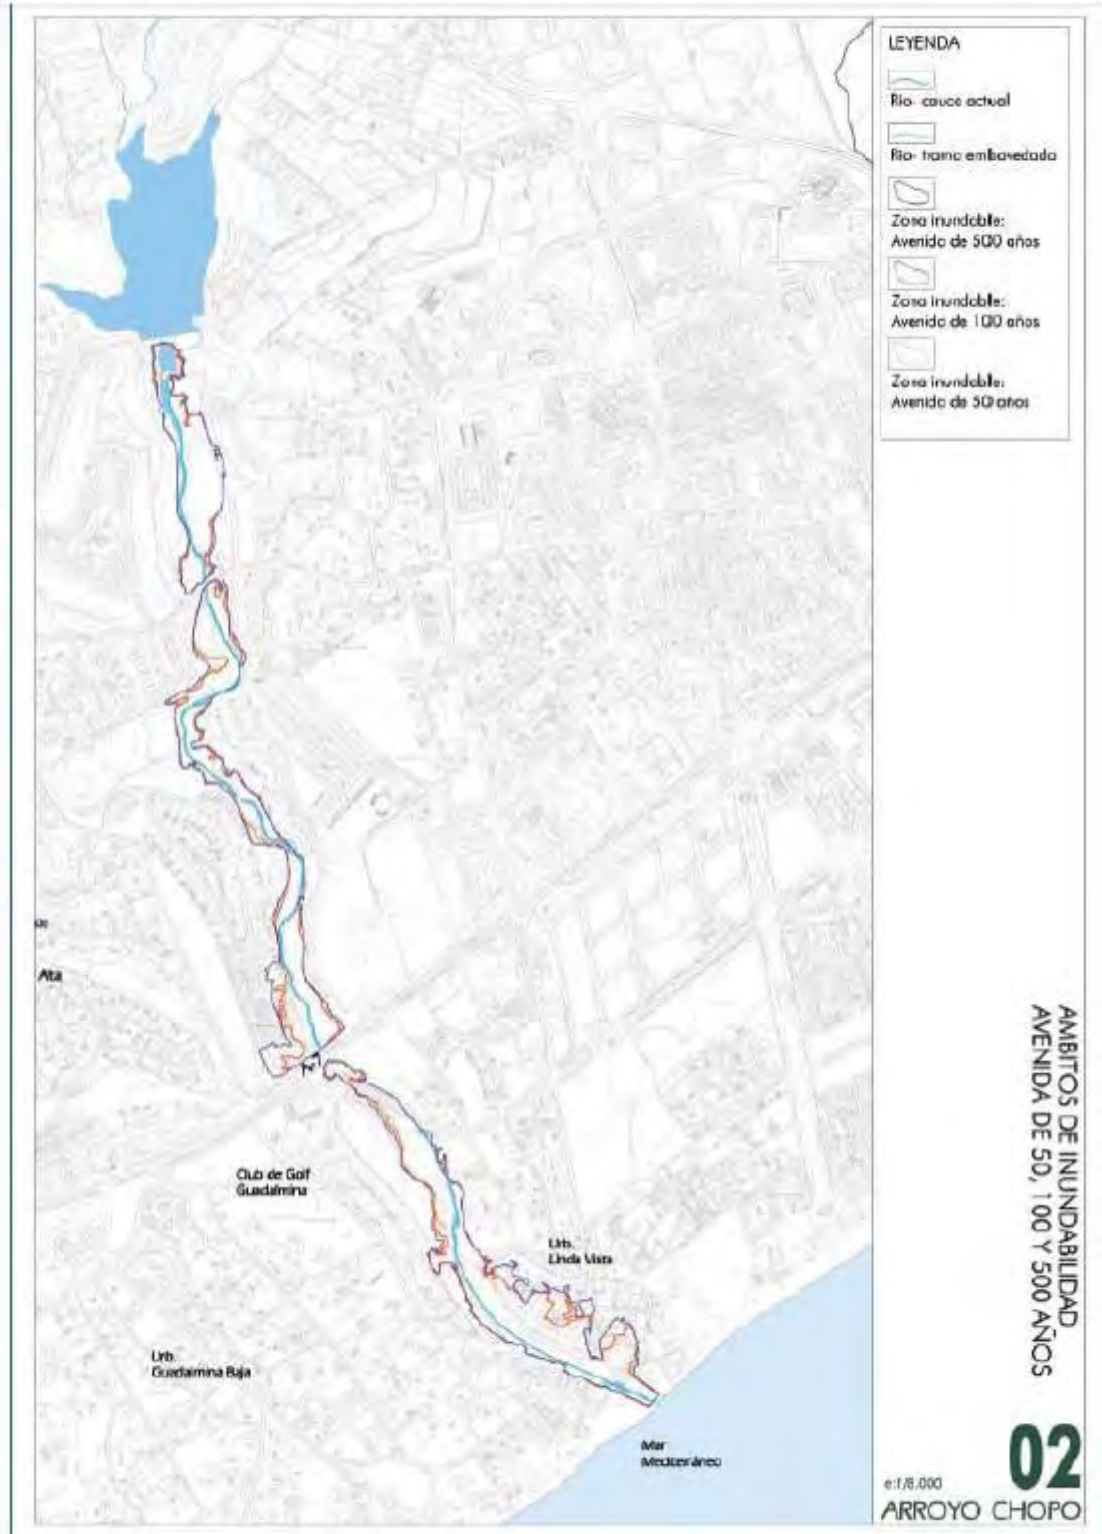 LEYENDA
Río- cauce actual
Río- tramo embovedado
Zona inundable:
Avenida de 500 años
Zona inundable:
Avenida de 100 años
Zona inundable:
Avenida de 50 años
Alta
Club de Golf
Guadalmina
Urb.
Linda Vista
Urb.
Guadalmina Baja
Mar
Mediterráneo
AMBITOS DE INUNDABILIDAD
AVENIDA DE 50, 100 Y 500 AÑOS
02
e:1/8.000
ARROYO CHOPO